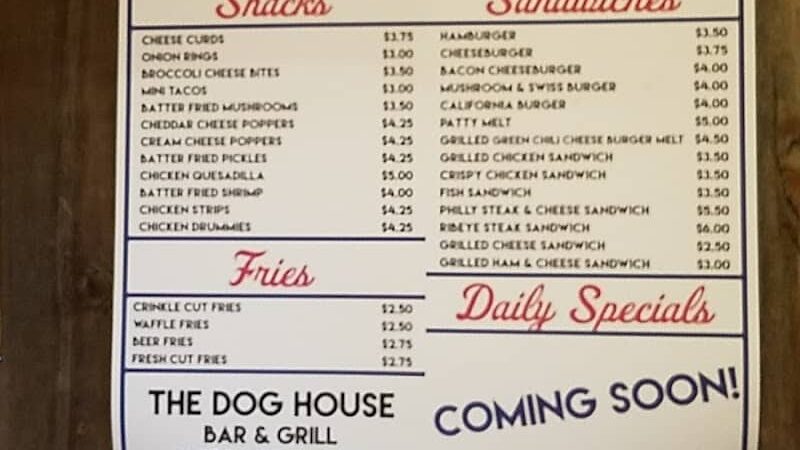 Snacks
CHEESE CURDS $3.75
ONION RINGS $3.00
BROCCOLI CHEESE BITES $3.50
MINI TACOS $3.00
BATTER FRIED MUSHROOMS $3.50
CHEDDAR CHEESE POPPERS $4.25
CREAM CHEESE POPPERS $4.25
BATTER FRIED PICKLES $4.25
CHICKEN QUESADILLA $5.00
BATTER FRIED SHRIMP $4.00
CHICKEN STRIPS $4.25
CHICKEN DRUMMIES $4.25
Fries
CRINKLE CUT FRIES $2.50
WAFFLE FRIES $2.50
BEER FRIES $2.75
FRESH CUT FRIES $2.75
THE DOG HOUSE
BAR & GRILL
Sandwiches
HAMBURGER $3.50
CHEESEBURGER $3.75
BACON CHEESEBURGER $4.00
MUSHROOM & SWISS BURGER $4.00
CALIFORNIA BURGER $4.00
PATTY MELT $5.00
GRILLED GREEN CHILI CHEESE BURGER MELT $4.50
GRILLED CHICKEN SANDWICH $3.50
CRISPY CHICKEN SANDWICH $3.50
FISH SANDWICH $3.50
PHILLY STEAK & CHEESE SANDWICH $5.50
RIBEYE STEAK SANDWICH $6.00
GRILLED CHEESE SANDWICH $2.50
GRILLED HAM & CHEESE SANDWICH $3.00
Daily Specials
COMING SOON!